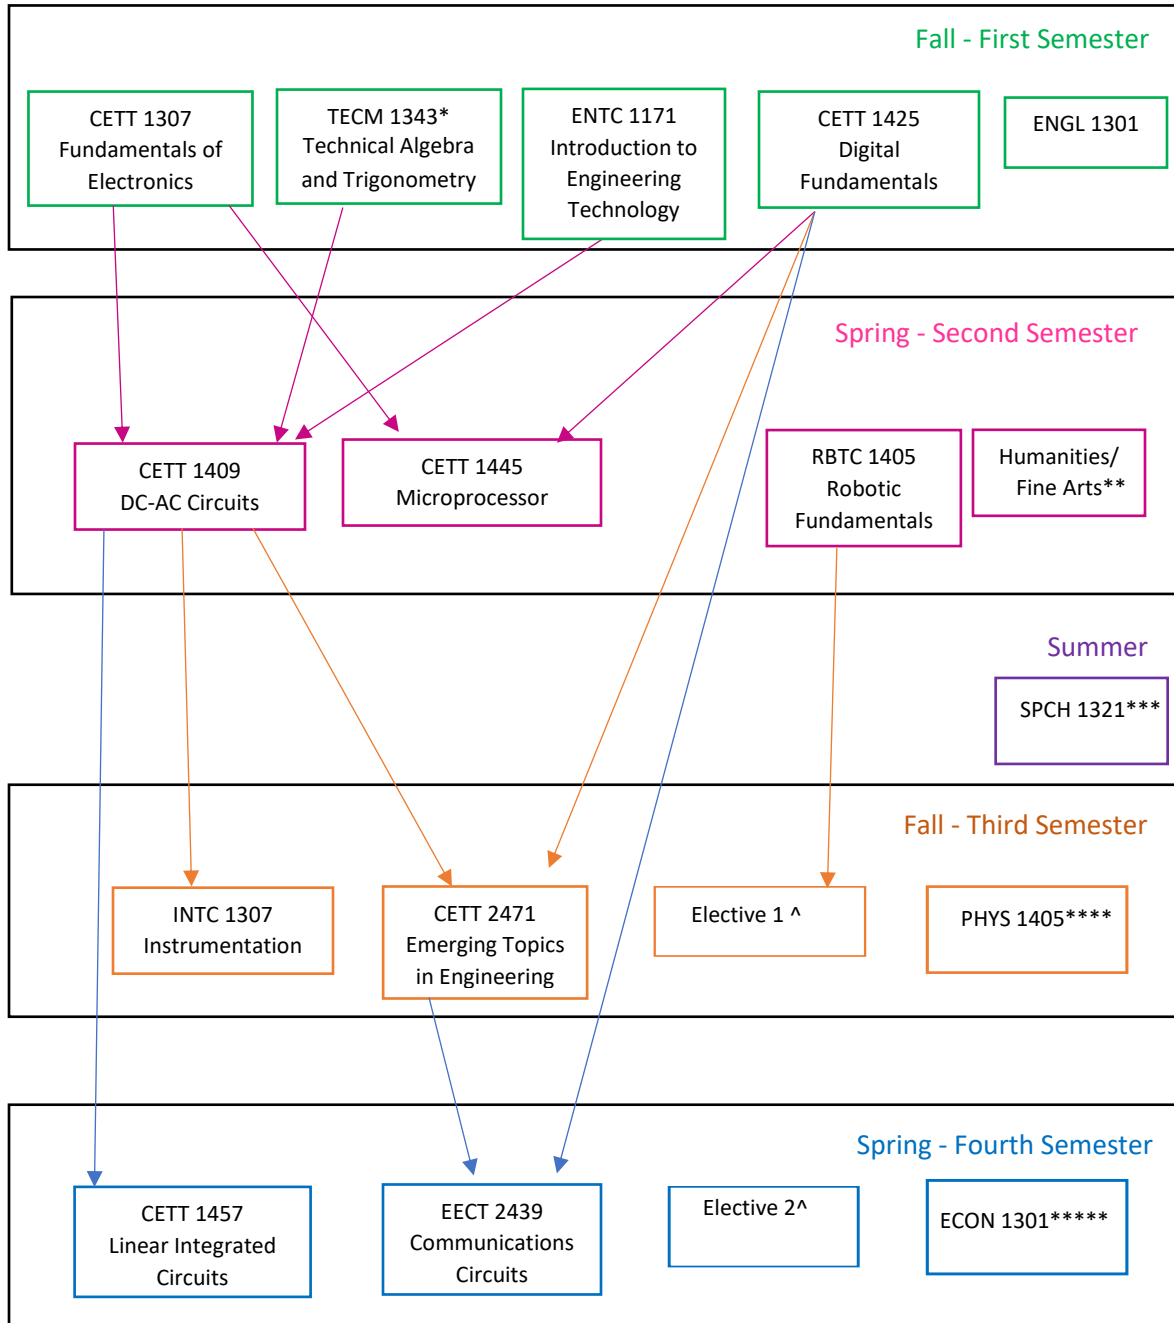 Fall - First Semester
CETT 1307
Fundamentals of
Electronics
TECM 1343*
Technical Algebra
and Trigonometry
ENTC 1171
Introduction to
Engineering
Technology
CETT 1425
Digital
Fundamentals
ENGL 1301
Spring - Second Semester
CETT 1409
DC-AC Circuits
CETT 1445
Microprocessor
RBTC 1405
Robotic
Fundamentals
Humanities/
Fine Arts**
Summer
SPCH 1321***
Fall - Third Semester
INTC 1307
Instrumentation
CETT 2471
Emerging Topics
in Engineering
Elective 1 ^
PHYS 1405****
Spring - Fourth Semester
CETT 1457
Linear Integrated
Circuits
EECT 2439
Communications
Circuits
Elective 2^
ECON 1301*****